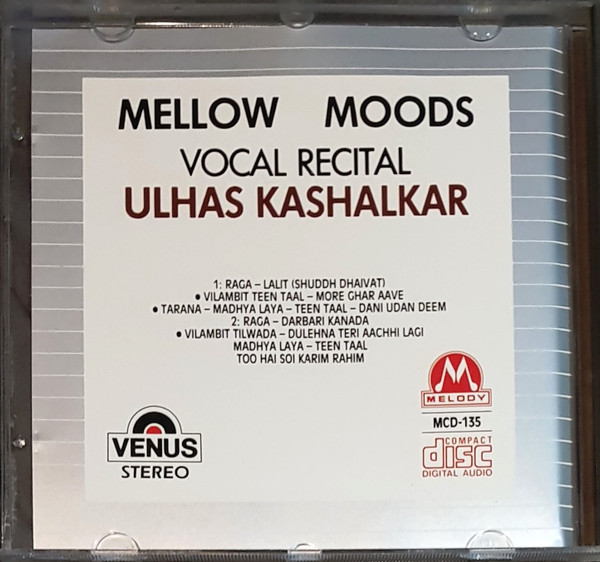 MELLOW MOODS
VOCAL RECITAL
ULHAS KASHALKAR
1: RAGA – LALIT (SHUDDH DHAIVAT)
• VILAMBIT TEEN TAAL – MORE GHAR AAVE
• TARANA – MADHYA LAYA – TEEN TAAL – DANI UDAN DEEM
2: RAGA – DARBARI KANADA
• VILAMBIT TILWADA – DULEHNA TERI AACHHI LAGI
MADHYA LAYA – TEEN TAAL
TOO HAI SOI KARIM RAHIM
VENUS
STEREO
M
MELODY
MCD-135
COMPACT
disc
DIGITAL AUDIO